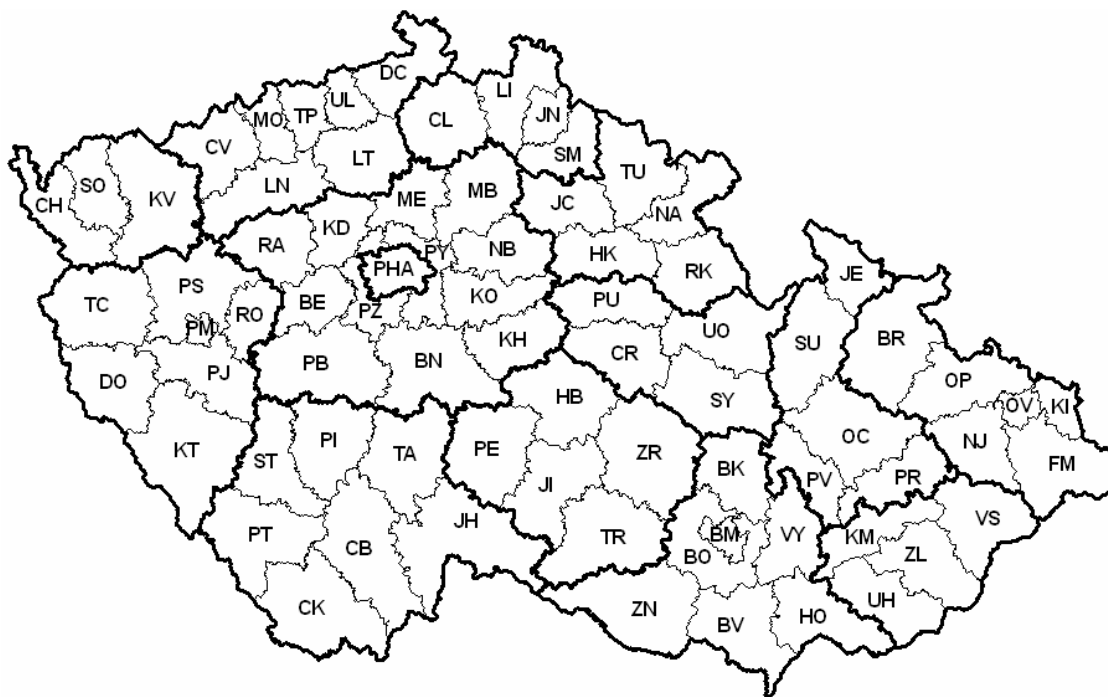 DC
LI
UL
MO
TP
CL
JN
CV
LT
SM
TU
SO
LN
CH
KV
ME
MB
JC
NA
RA
KD
PY
NB
HK
RK
PHA
PS
BE
PZ
KO
PU
JE
TC
RO
PM
UO
BR
KH
CR
SU
DO
PJ
PB
BN
OP
HB
SY
OV
KI
KT
ST
PI
TA
PE
ZR
OC
NJ
FM
BK
JI
PV
PR
JH
VS
PT
CB
TR
BM
BO
VY
KM
ZL
CK
ZN
BV
HO
UH